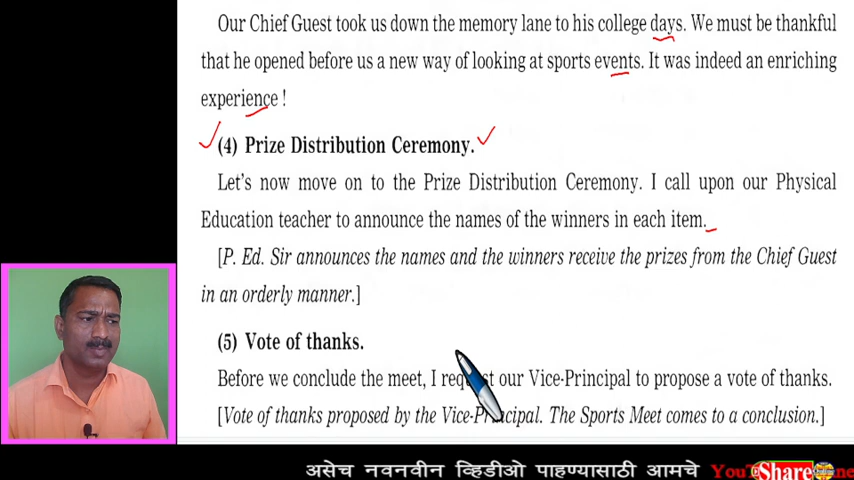 Our Chief Guest took us down the memory lane to his college days. We must be thankful
that he opened before us a new way of looking at sports events. It was indeed an enriching
experience !
(4) Prize Distribution Ceremony.
Let's now move on to the Prize Distribution Ceremony. I call upon our Physical
Education teacher to announce the names of the winners in each item.
[P. Ed. Sir announces the names and the winners receive the prizes from the Chief Guest
in an orderly manner.]
(5) Vote of thanks.
Before we conclude the meet, I request our Vice-Principal to propose a vote of thanks.
[Vote of thanks proposed by the Vice-Principal. The Sports Meet comes to a conclusion.]
असेच नवनवीन व्हिडीओ पाहण्यासाठी आमचे
Share